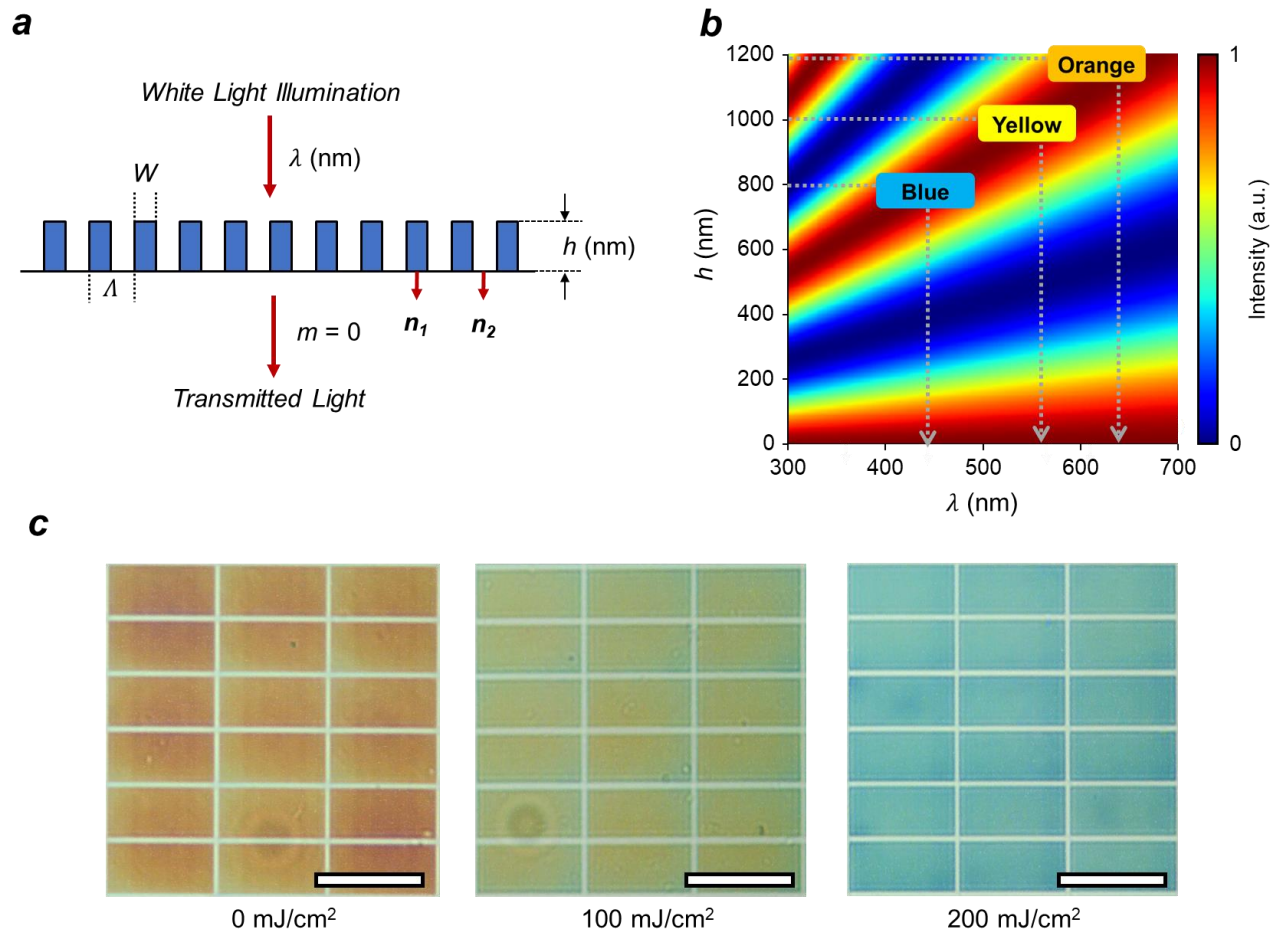 a
White Light Illumination
λ (nm)
W
h (nm)
Λ
n1
n2
m = 0
Transmitted Light
b
1200
1000
800
600
400
200
0
h (nm)
Orange
Yellow
Blue
300
400
500
600
700
λ (nm)
1
0
Intensity (a.u.)
c
0 mJ/cm²
100 mJ/cm²
200 mJ/cm²